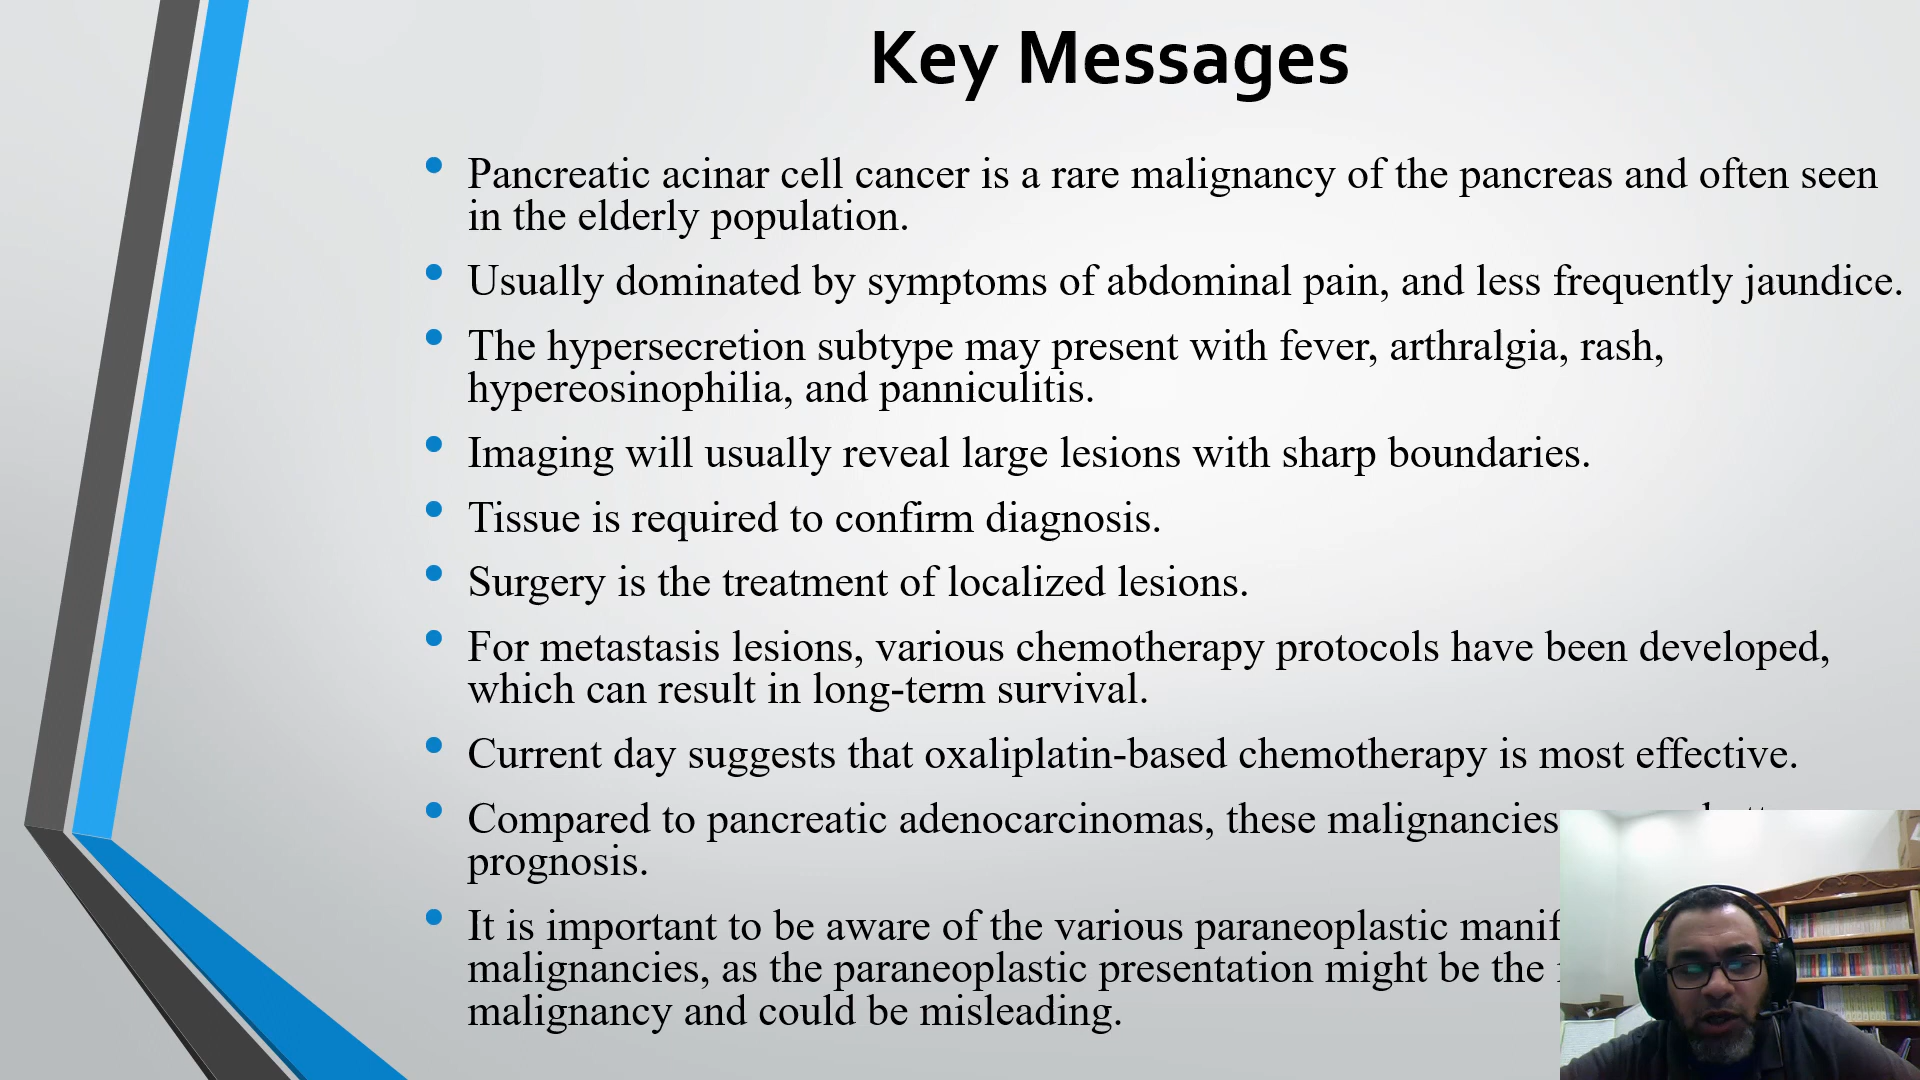 Key Messages
• Pancreatic acinar cell cancer is a rare malignancy of the pancreas and often seen
in the elderly population.
• Usually dominated by symptoms of abdominal pain, and less frequently jaundice.
• The hypersecretion subtype may present with fever, arthralgia, rash,
hypereosinophilia, and panniculitis.
• Imaging will usually reveal large lesions with sharp boundaries.
• Tissue is required to confirm diagnosis.
• Surgery is the treatment of localized lesions.
• For metastasis lesions, various chemotherapy protocols have been developed,
which can result in long-term survival.
• Current day suggests that oxaliplatin-based chemotherapy is most effective.
• Compared to pancreatic adenocarcinomas, these malignancies
prognosis.
• It is important to be aware of the various paraneoplastic
malignancies, as the paraneoplastic presentation might be the
malignancy and could be misleading.